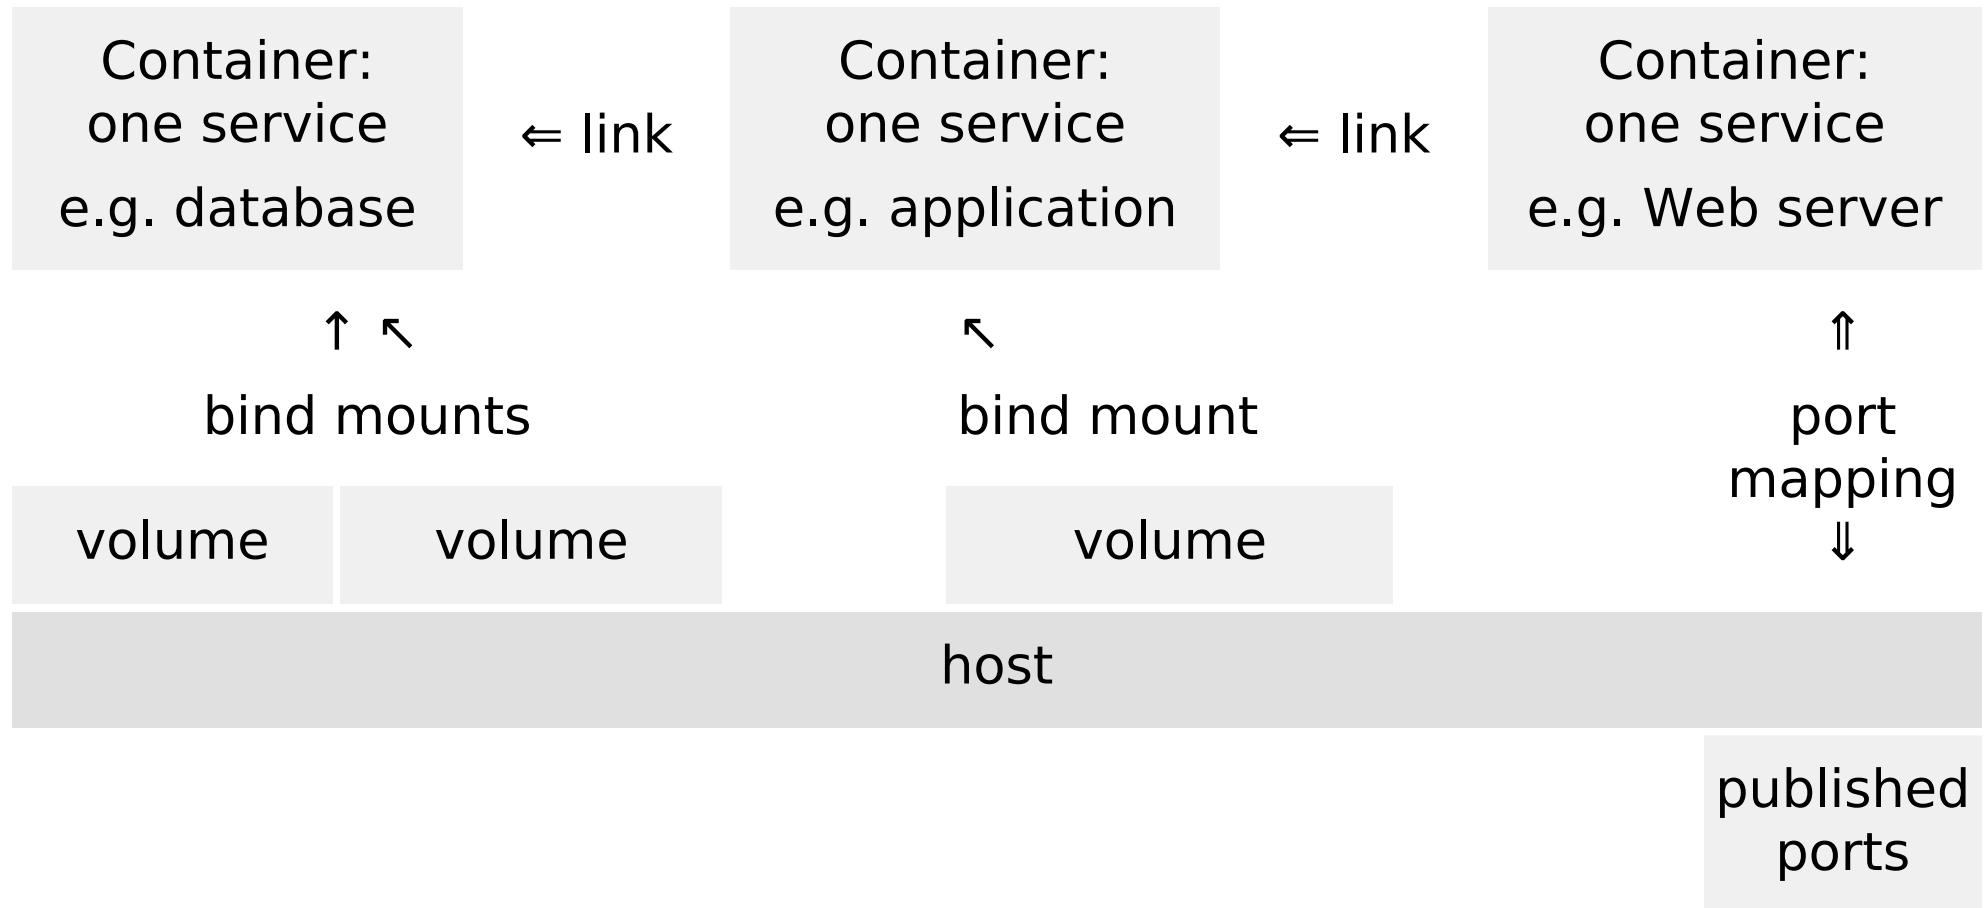 Container:
one service
e.g. database
⇐ link
Container:
one service
e.g. application
⇐ link
Container:
one service
e.g. Web server
↑ ↖
bind mounts
↖
bind mount
⇑
port
mapping
⇓
volume
volume
volume
host
published
ports